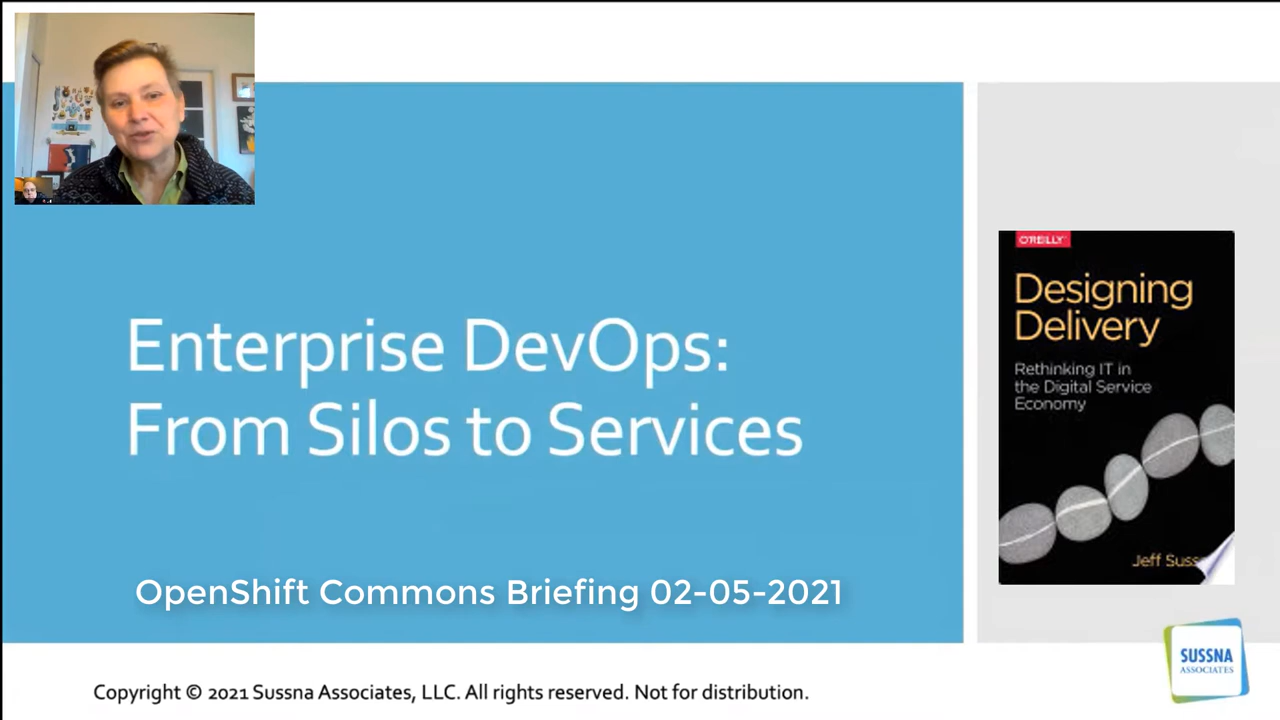 Enterprise DevOps:
From Silos to Services
OpenShift Commons Briefing 02-05-2021
O'REILLY
Designing
Delivery
Rethinking IT in
the Digital Service
Economy
Jeff
SUSSNA
ASSOCIATES
Copyright © 2021 Sussna Associates, LLC. All rights reserved. Not for distribution.